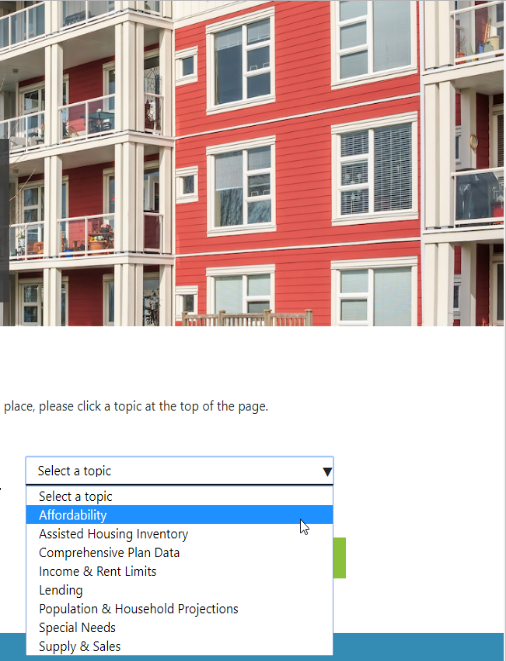 place, please click a topic at the top of the page.
Select a topic
Select a topic
Affordability
Assisted Housing Inventory
Comprehensive Plan Data
Income & Rent Limits
Lending
Population & Household Projections
Special Needs
Supply & Sales